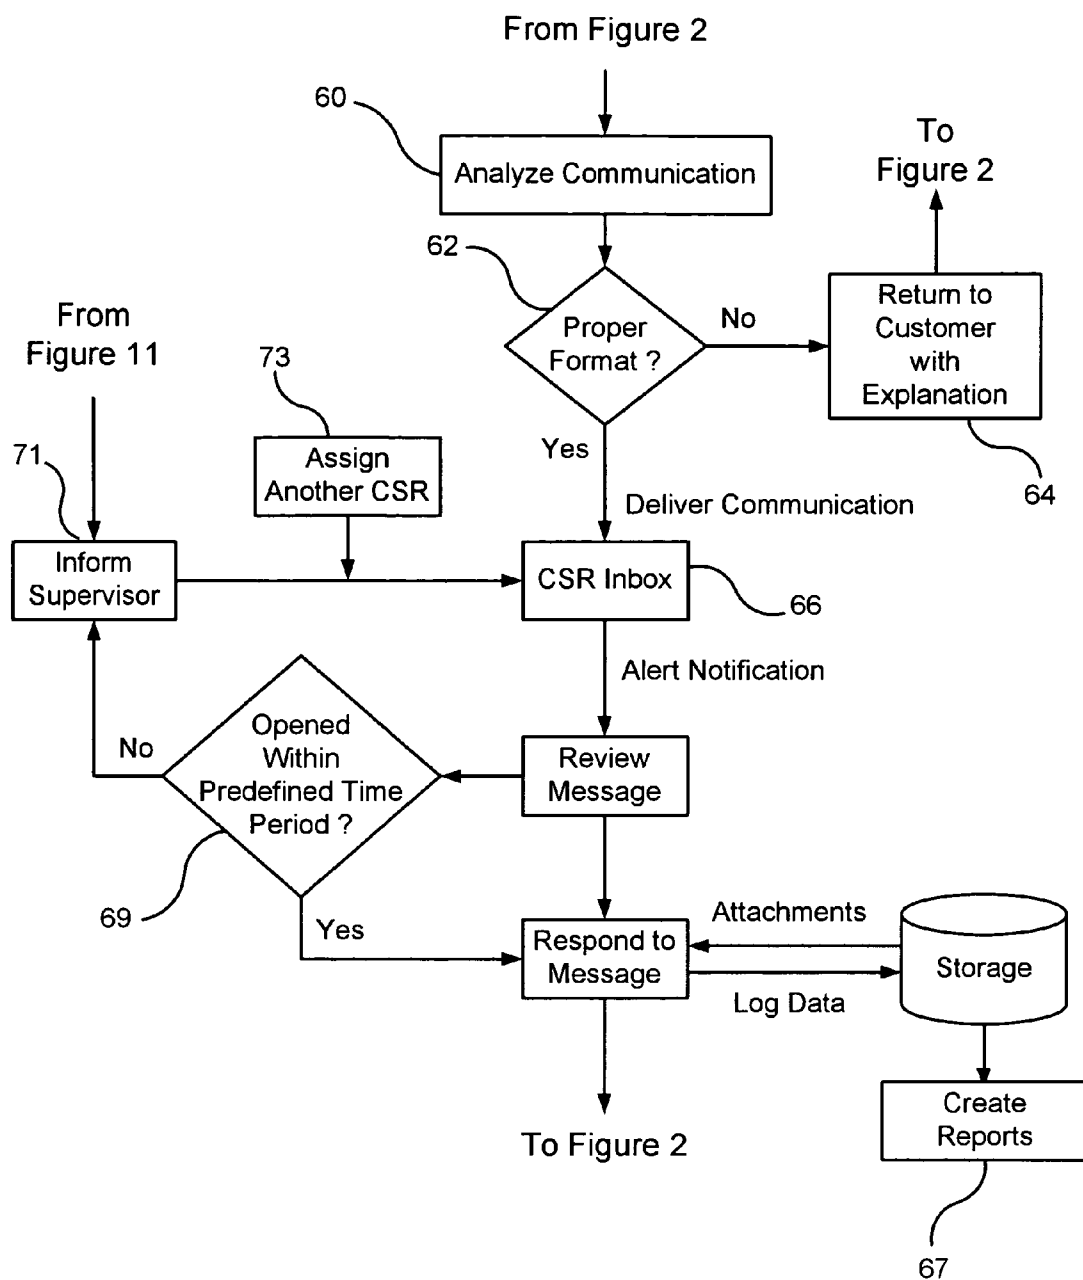 From Figure 2
60
Analyze Communication
To
Figure 2
62
Proper
Format ?
No
Return to
Customer
with
Explanation
64
From
Figure 11
73
Assign
Another CSR
Yes
Deliver Communication
71
Inform
Supervisor
CSR Inbox
66
Alert Notification
Opened
Within
Predefined Time
Period ?
No
Review
Message
69
Yes
Respond to
Message
Attachments
Log Data
Storage
Create
Reports
To Figure 2
67